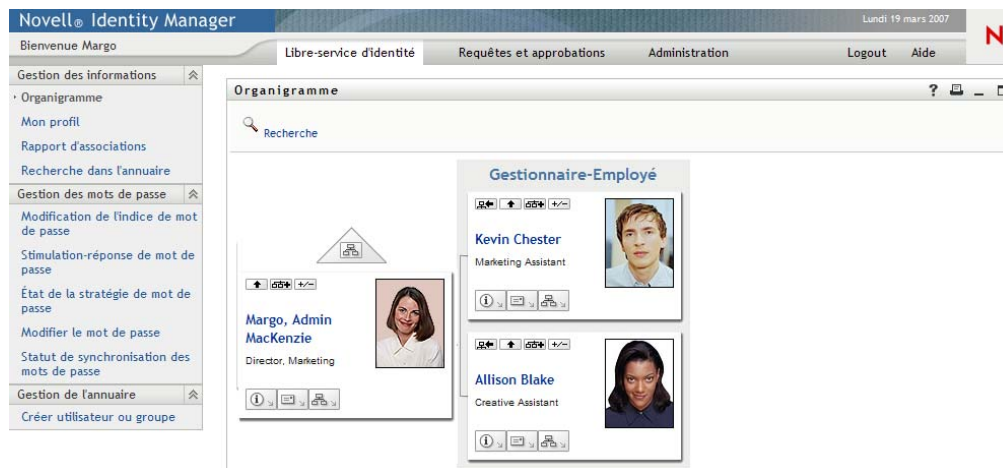 Novell® Identity Manager
Lundi 19 mars 2007
Bienvenue Margo
Libre-service d'identité
Requêtes et approbations
Administration
Logout
Aide
N
Gestion des informations
Organigramme
Mon profil
Rapport d'associations
Recherche dans l'annuaire
Gestion des mots de passe
Modification de l'indice de mot
de passe
Stimulation-réponse de mot de
passe
État de la stratégie de mot de
passe
Modifier le mot de passe
Statut de synchronisation des
mots de passe
Gestion de l'annuaire
Créer utilisateur ou groupe
Organigramme
?
Recherche
Margo, Admin
MacKenzie
Director, Marketing
Gestionnaire-Employé
Kevin Chester
Marketing Assistant
Allison Blake
Creative Assistant